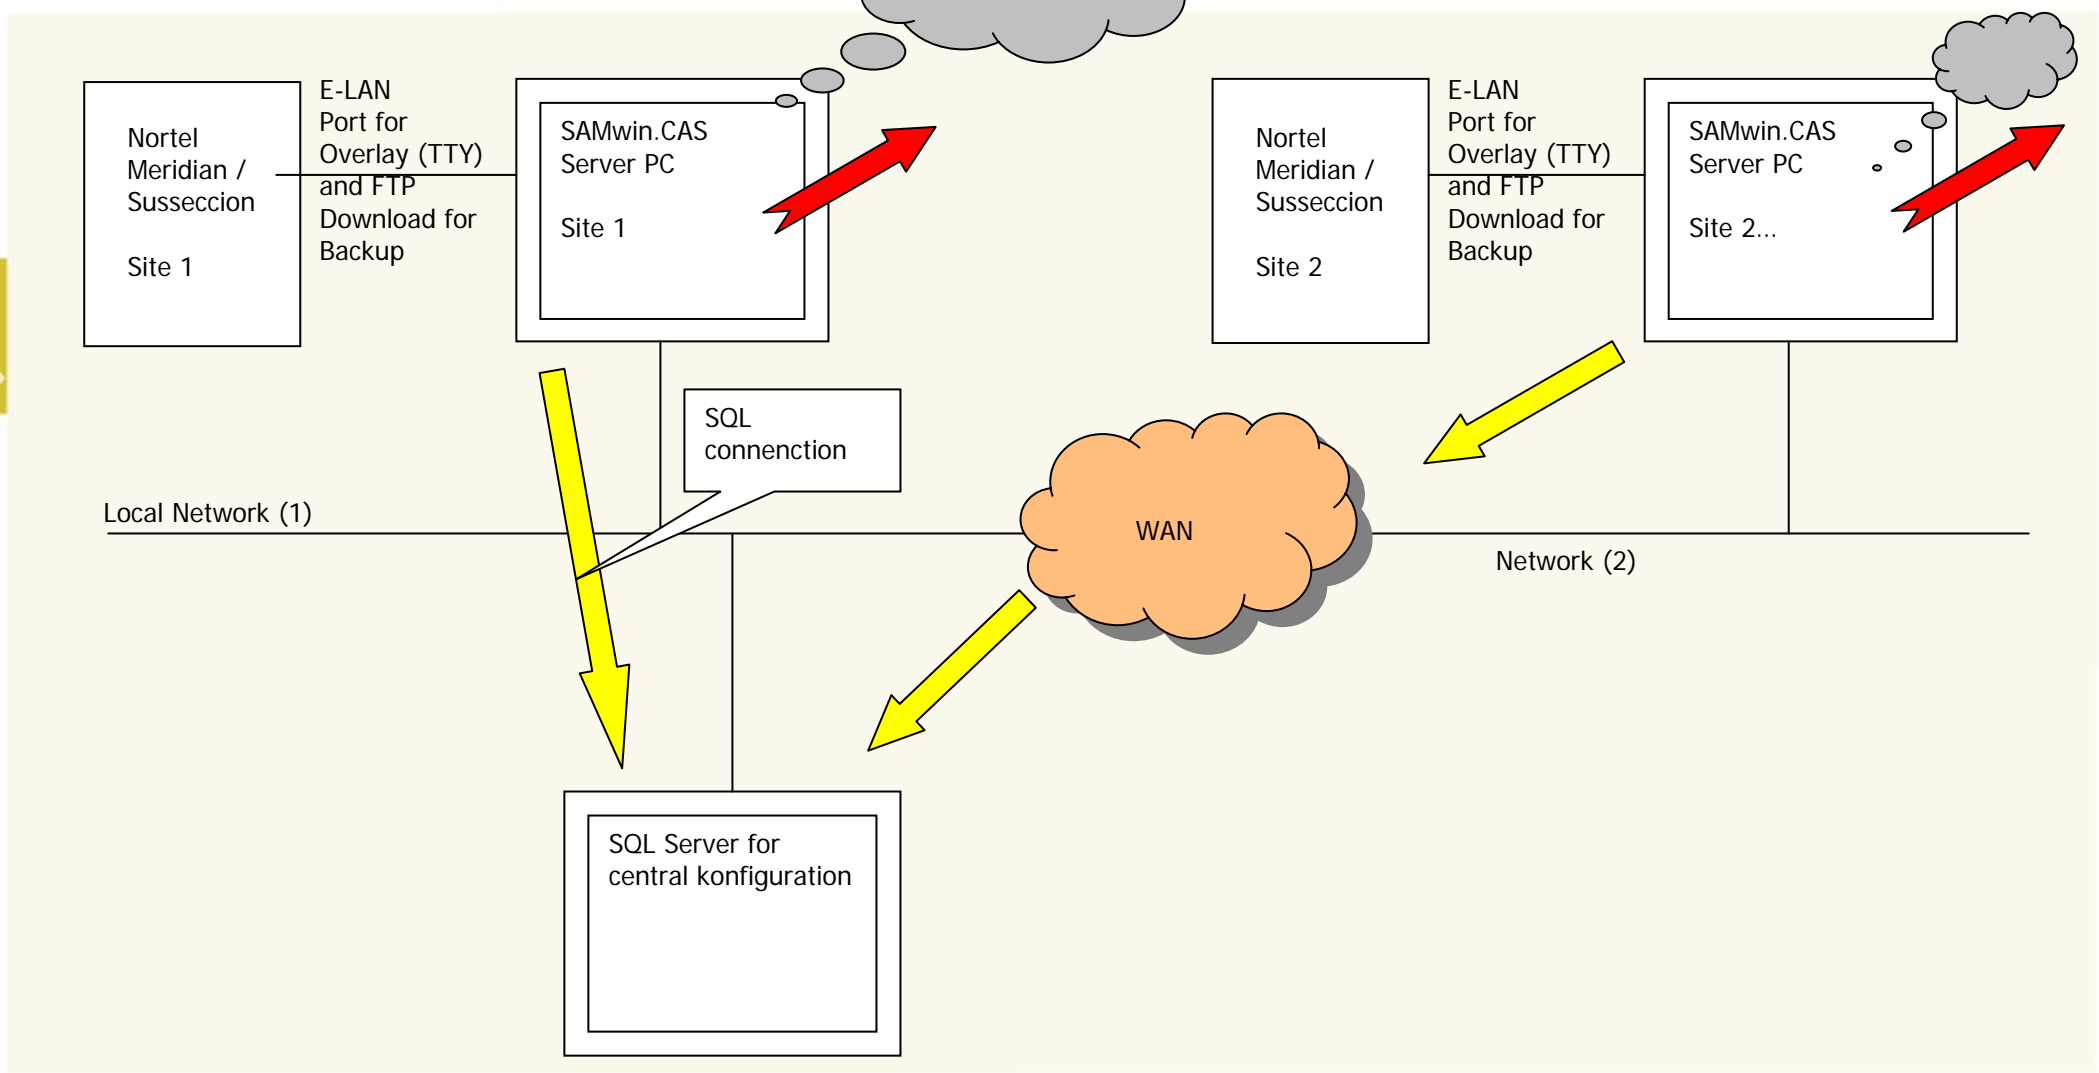 Nortel
Meridian /
Susseccion
Site 1
E-LAN
Port for
Overlay (TTY)
and FTP
Download for
Backup
SAMwin.CAS
Server PC
Site 1
Nortel
Meridian /
Susseccion
Site 2
E-LAN
Port for
Overlay (TTY)
and FTP
Download for
Backup
SAMwin.CAS
Server PC
Site 2...
SQL
connenction
Local Network (1)
WAN
Network (2)
SQL Server for
central konfiguration